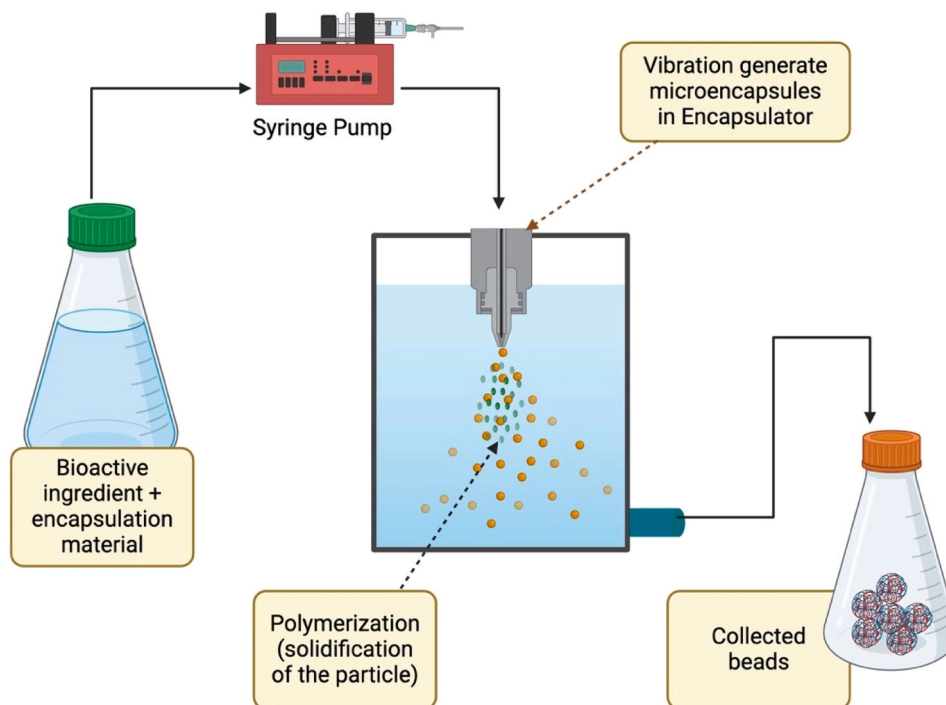 Syringe Pump
Vibration generate
microencapsules
in Encapsulator
Bioactive
ingredient +
encapsulation
material
Polymerization
(solidification
of the particle)
Collected
beads